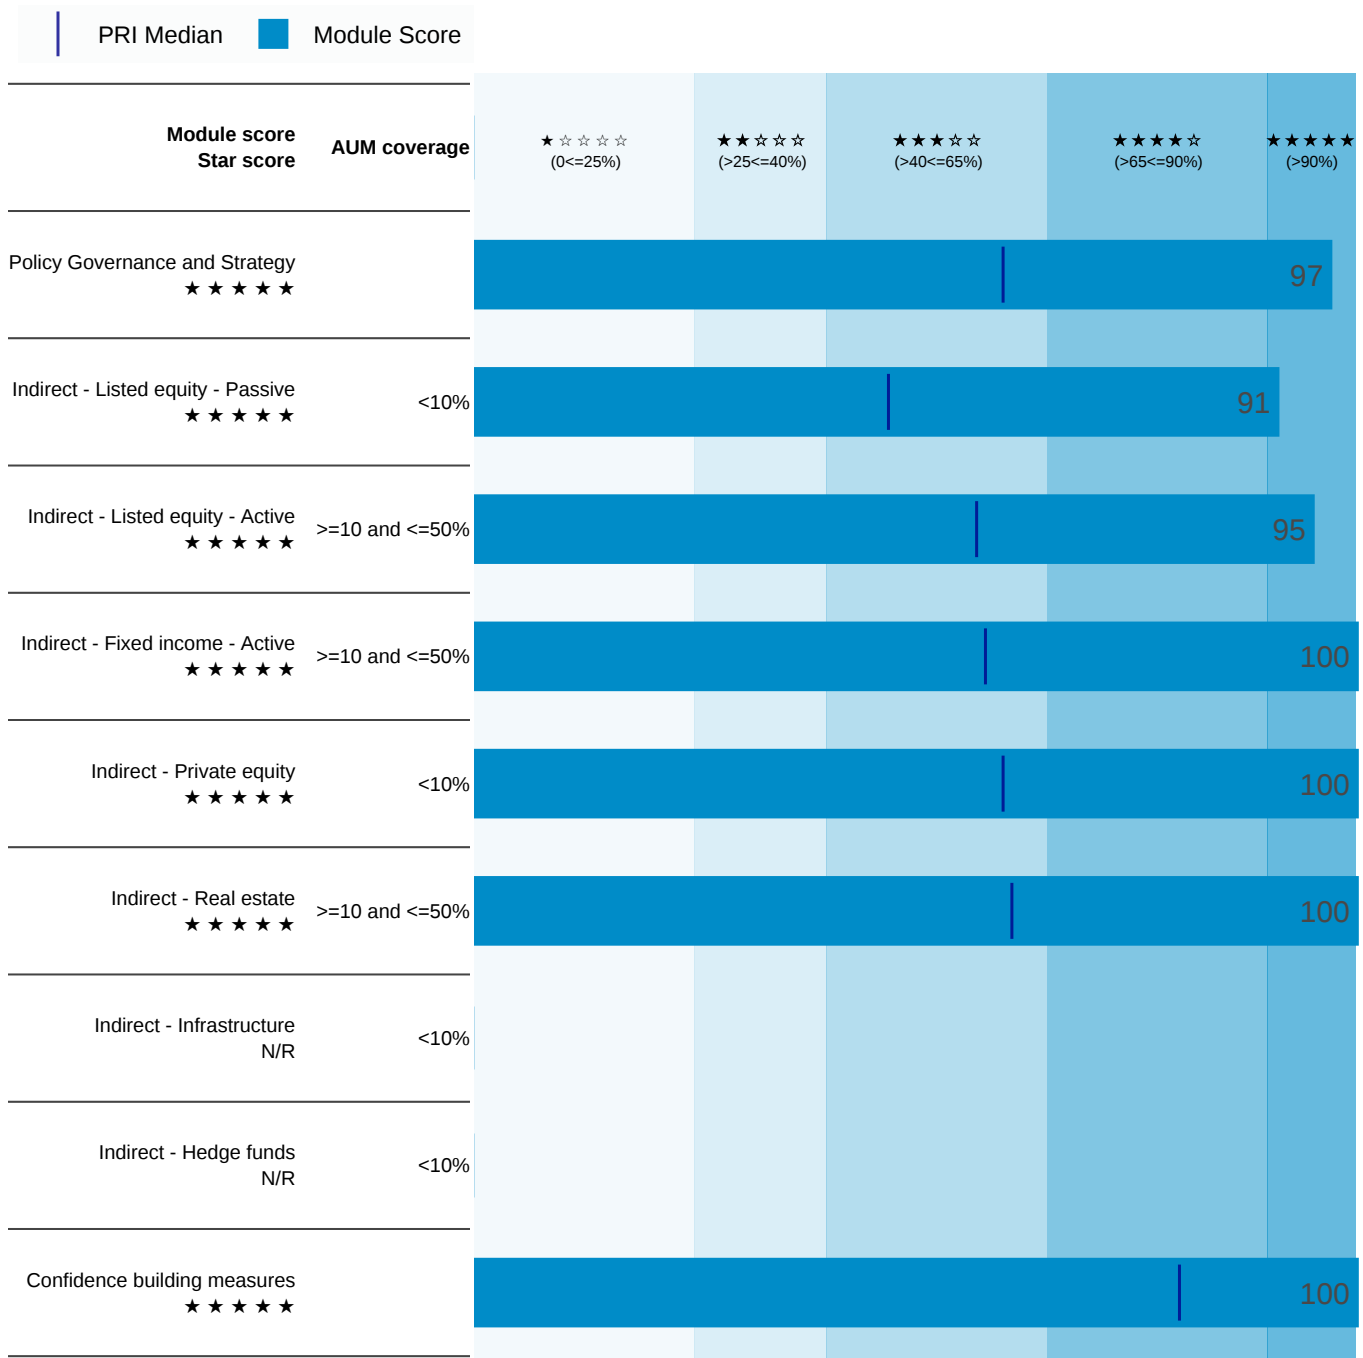 PRI Median Module Score
Module score
Star score
AUM coverage
★☆☆☆☆
(0<=25%)
★★☆☆☆
(>25<=40%)
★★★☆☆
(>40<=65%)
★★★★☆
(>65<=90%)
★★★★★
(>90%)
Policy Governance and Strategy
★★★★★
97
Indirect - Listed equity - Passive
★★★★★
<10%
91
Indirect - Listed equity - Active
★★★★★
>=10 and <=50%
95
Indirect - Fixed income - Active
★★★★★
>=10 and <=50%
100
Indirect - Private equity
★★★★★
<10%
100
Indirect - Real estate
★★★★★
>=10 and <=50%
100
Indirect - Infrastructure
N/R
<10%
Indirect - Hedge funds
N/R
<10%
Confidence building measures
★★★★★
100